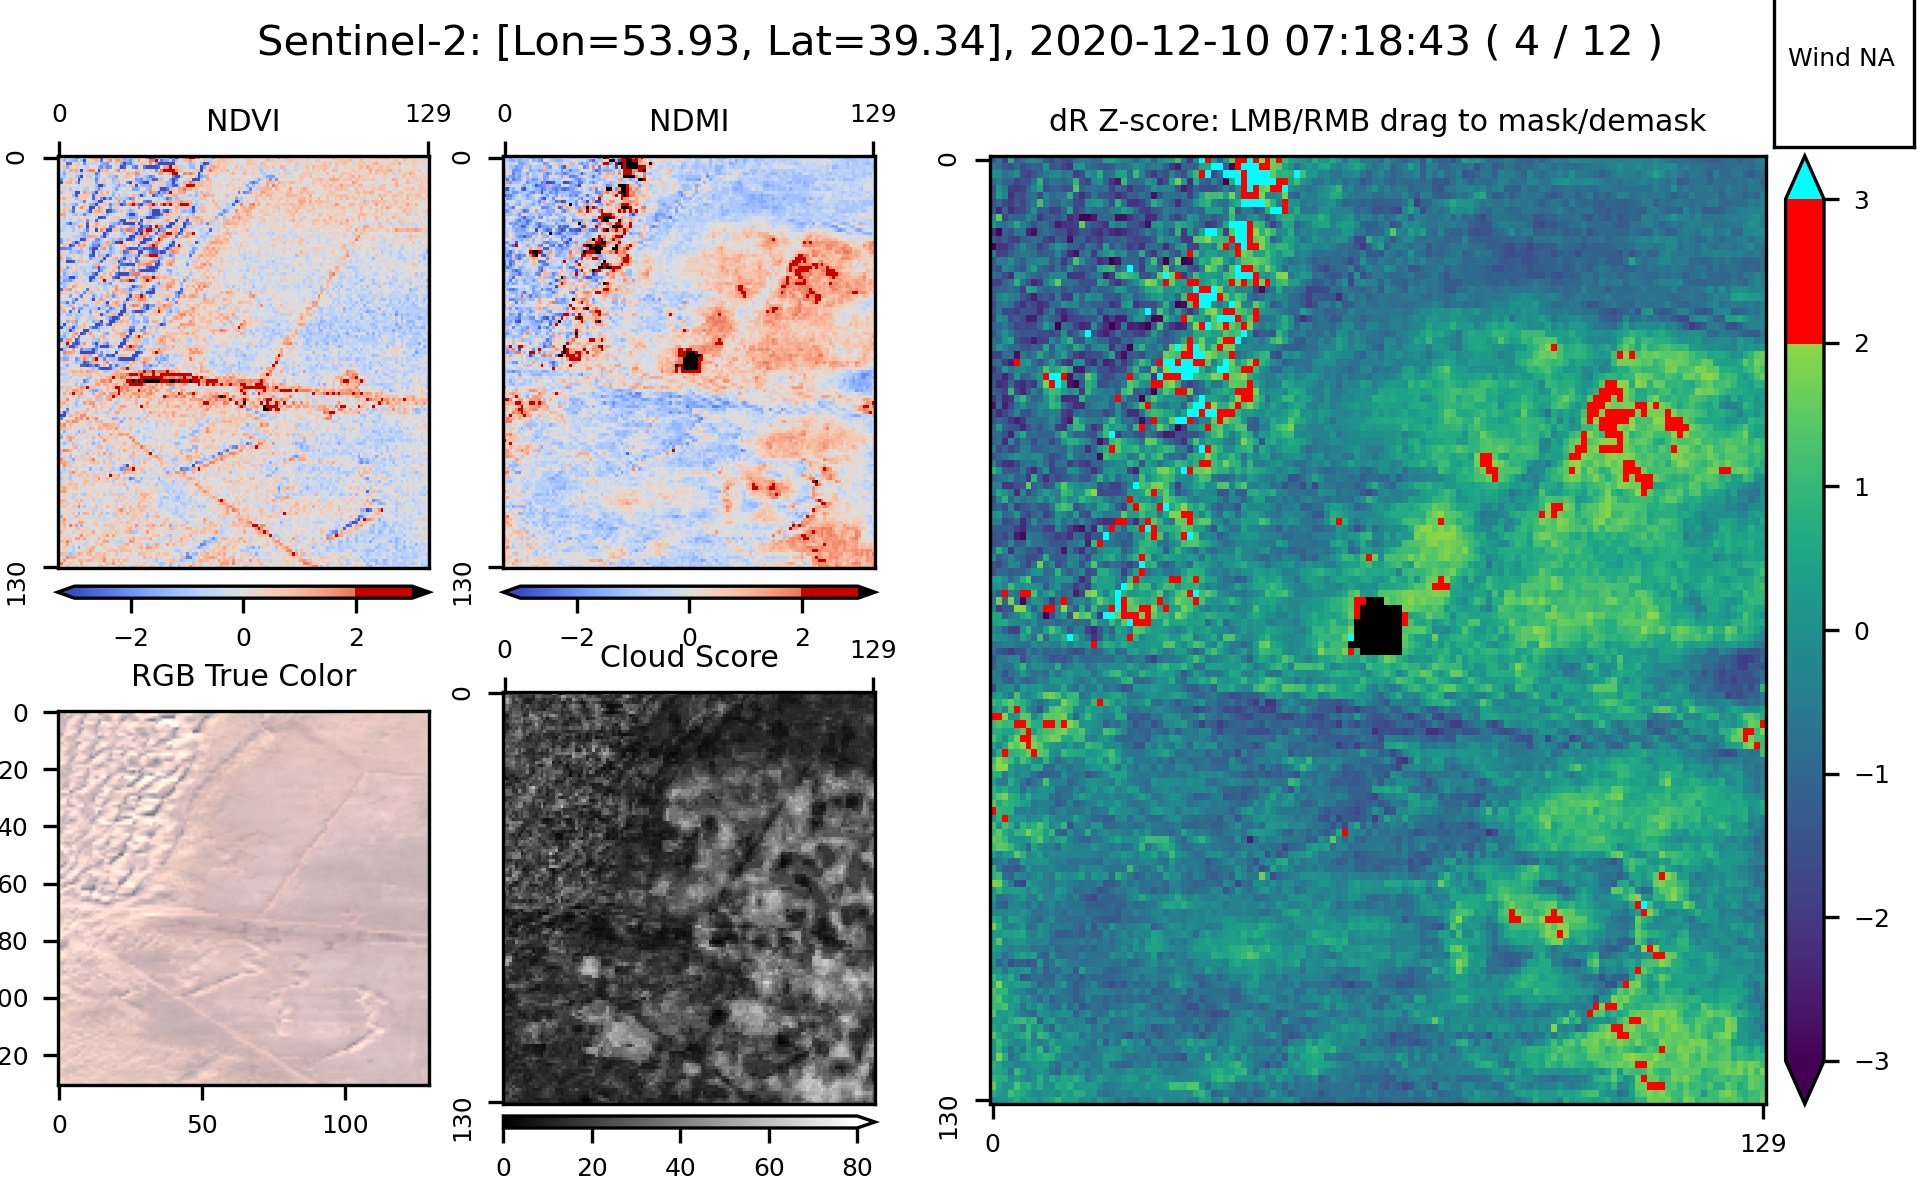 Sentinel-2: [Lon=53.93, Lat=39.34], 2020-12-10 07:18:43 ( 4 / 12 )
Wind NA
0 NDVI 129
0
130
−2 0 2
0 NDMI 129
0
130
−2 0 2
dR Z-score: LMB/RMB drag to mask/demask
0
130
0 129
3
2
1
0
−1
−2
−3
RGB True Color
0
20
40
60
80
00
20
0 50 100
0 Cloud Score 129
0
130
0 20 40 60 80